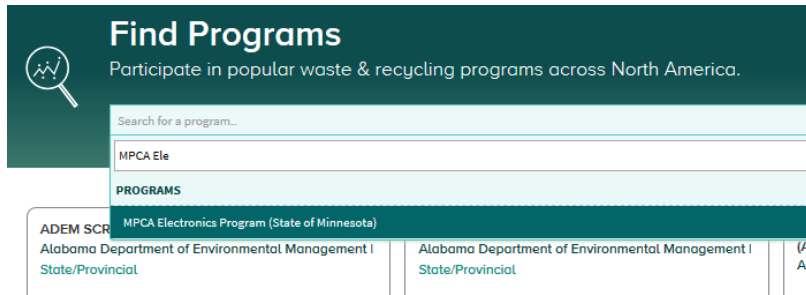 Find Programs
Participate in popular waste & recycling programs across North America.
Search for a program..
MPCA Ele
PROGRAMS
MPCA Electronics Program (State of Minnesota)
ADEM SCR
Alabama Department of Environmental Management |
State/Provincial
Alabama Department of Environmental Management |
State/Provincial
(A
A